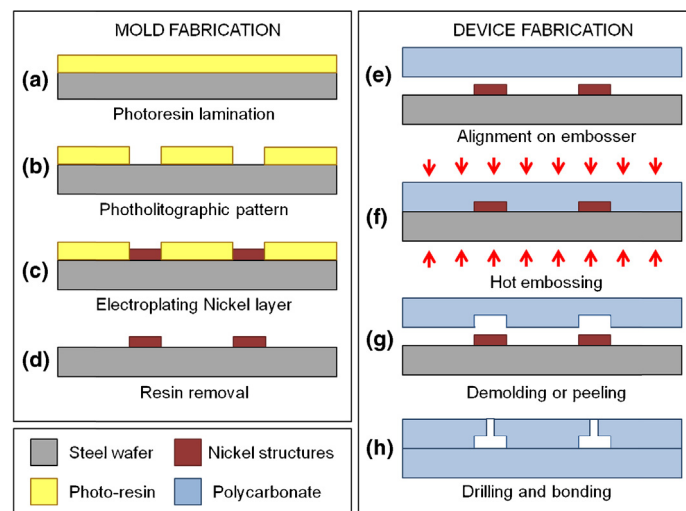 MOLD FABRICATION
(a)
Photoresin lamination
(b)
Photholitographic pattern
(c)
Electroplating Nickel layer
(d)
Resin removal
Steel wafer
Nickel structures
Photo-resin
Polycarbonate
DEVICE FABRICATION
(e)
Alignment on embosser
(f)
Hot embossing
(g)
Demolding or peeling
(h)
Drilling and bonding